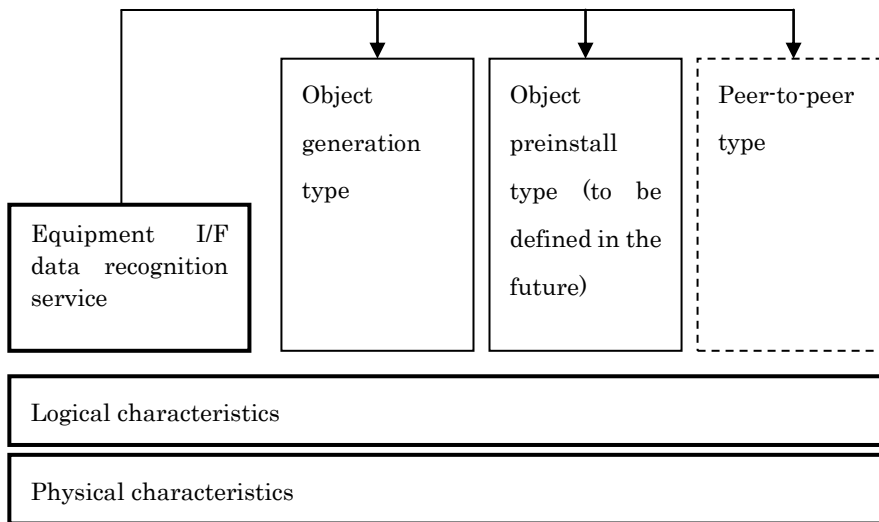 Object
generation
type
Object
preinstall
type (to be
defined in the
future)
Peer-to-peer
type
Equipment I/F
data recognition
service
Logical characteristics
Physical characteristics